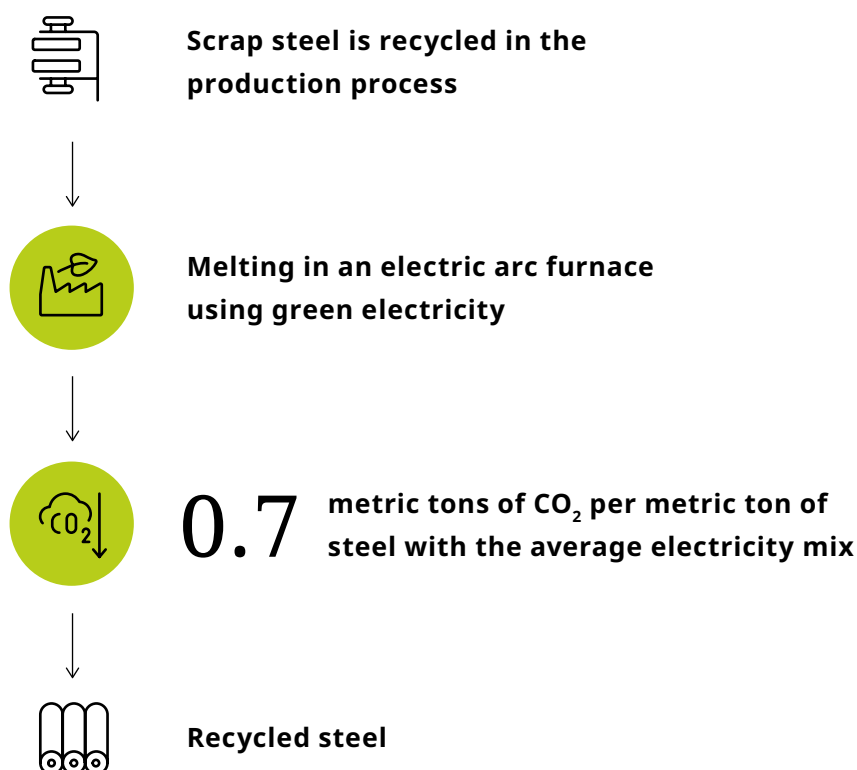 Scrap steel is recycled in the
production process
Melting in an electric arc furnace
using green electricity
CO₂
0.7 metric tons of CO₂ per metric ton of
steel with the average electricity mix
Recycled steel